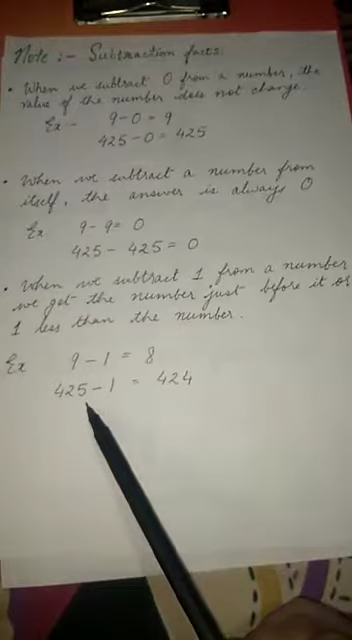 Note :- Subtraction facts.
• When we subtract 0 from a number, the
value of the number does not change.
Ex - 9-0 = 9
425-0 = 425
• When we subtract a number from
itself, the answer is always 0
Ex 9-9= 0
425- 425 = 0
• When we subtract 1 from a number
we get the number just before it or
1 less than the number.
Ex 9-1 = 8
425-1 = 424